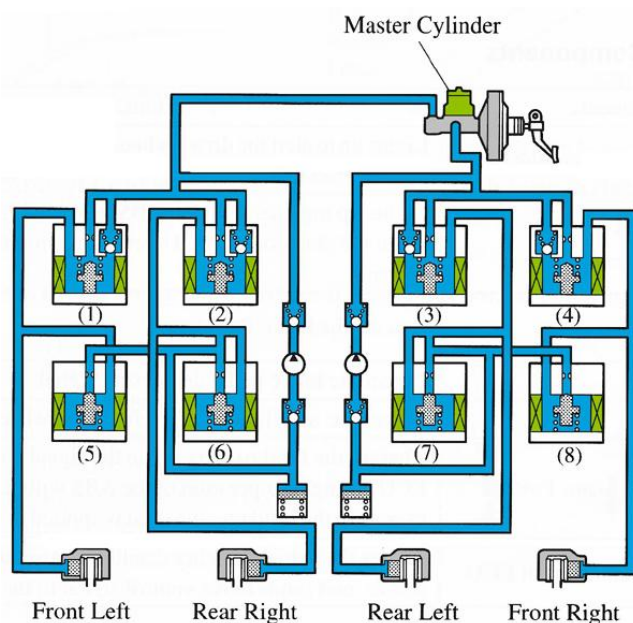 Master Cylinder
(1) (2) (3) (4)
(5) (6) (7) (8)
Front Left Rear Right Rear Left Front Right